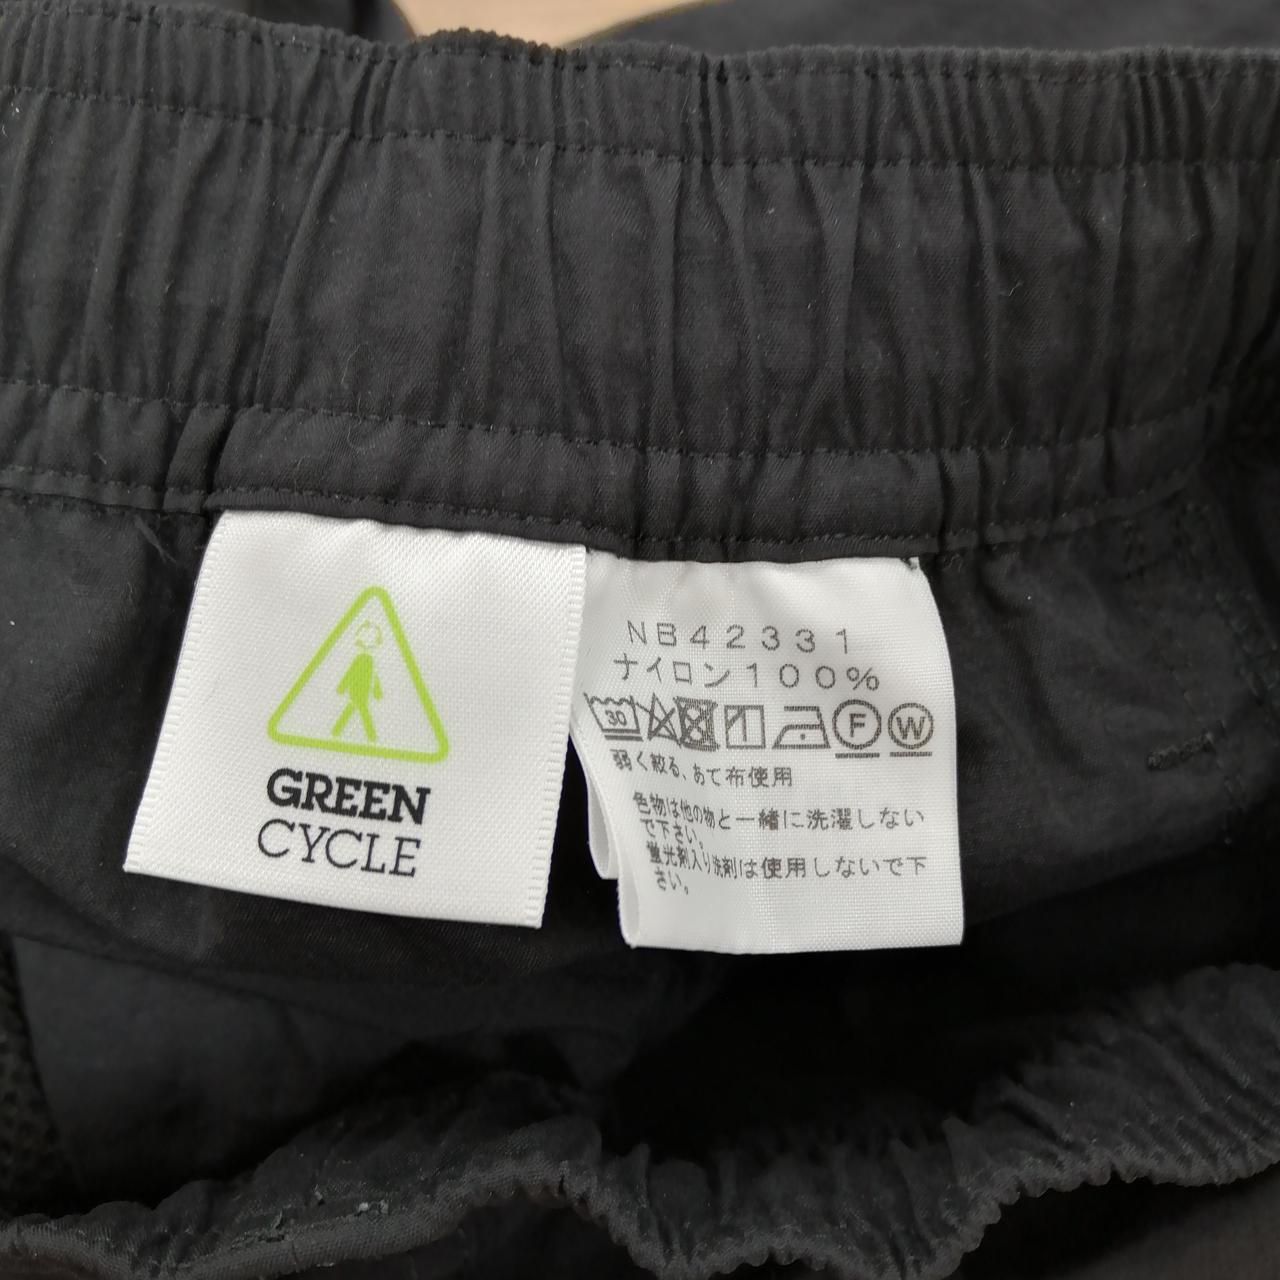 GREEN
CYCLE
NB42331
ナイロン100%
30
F
W
弱く絞る、あて布使用
色物は他の物と一緒に洗濯しない
で下さい。
蛍光剤入り洗剤は使用しないで下
さい。